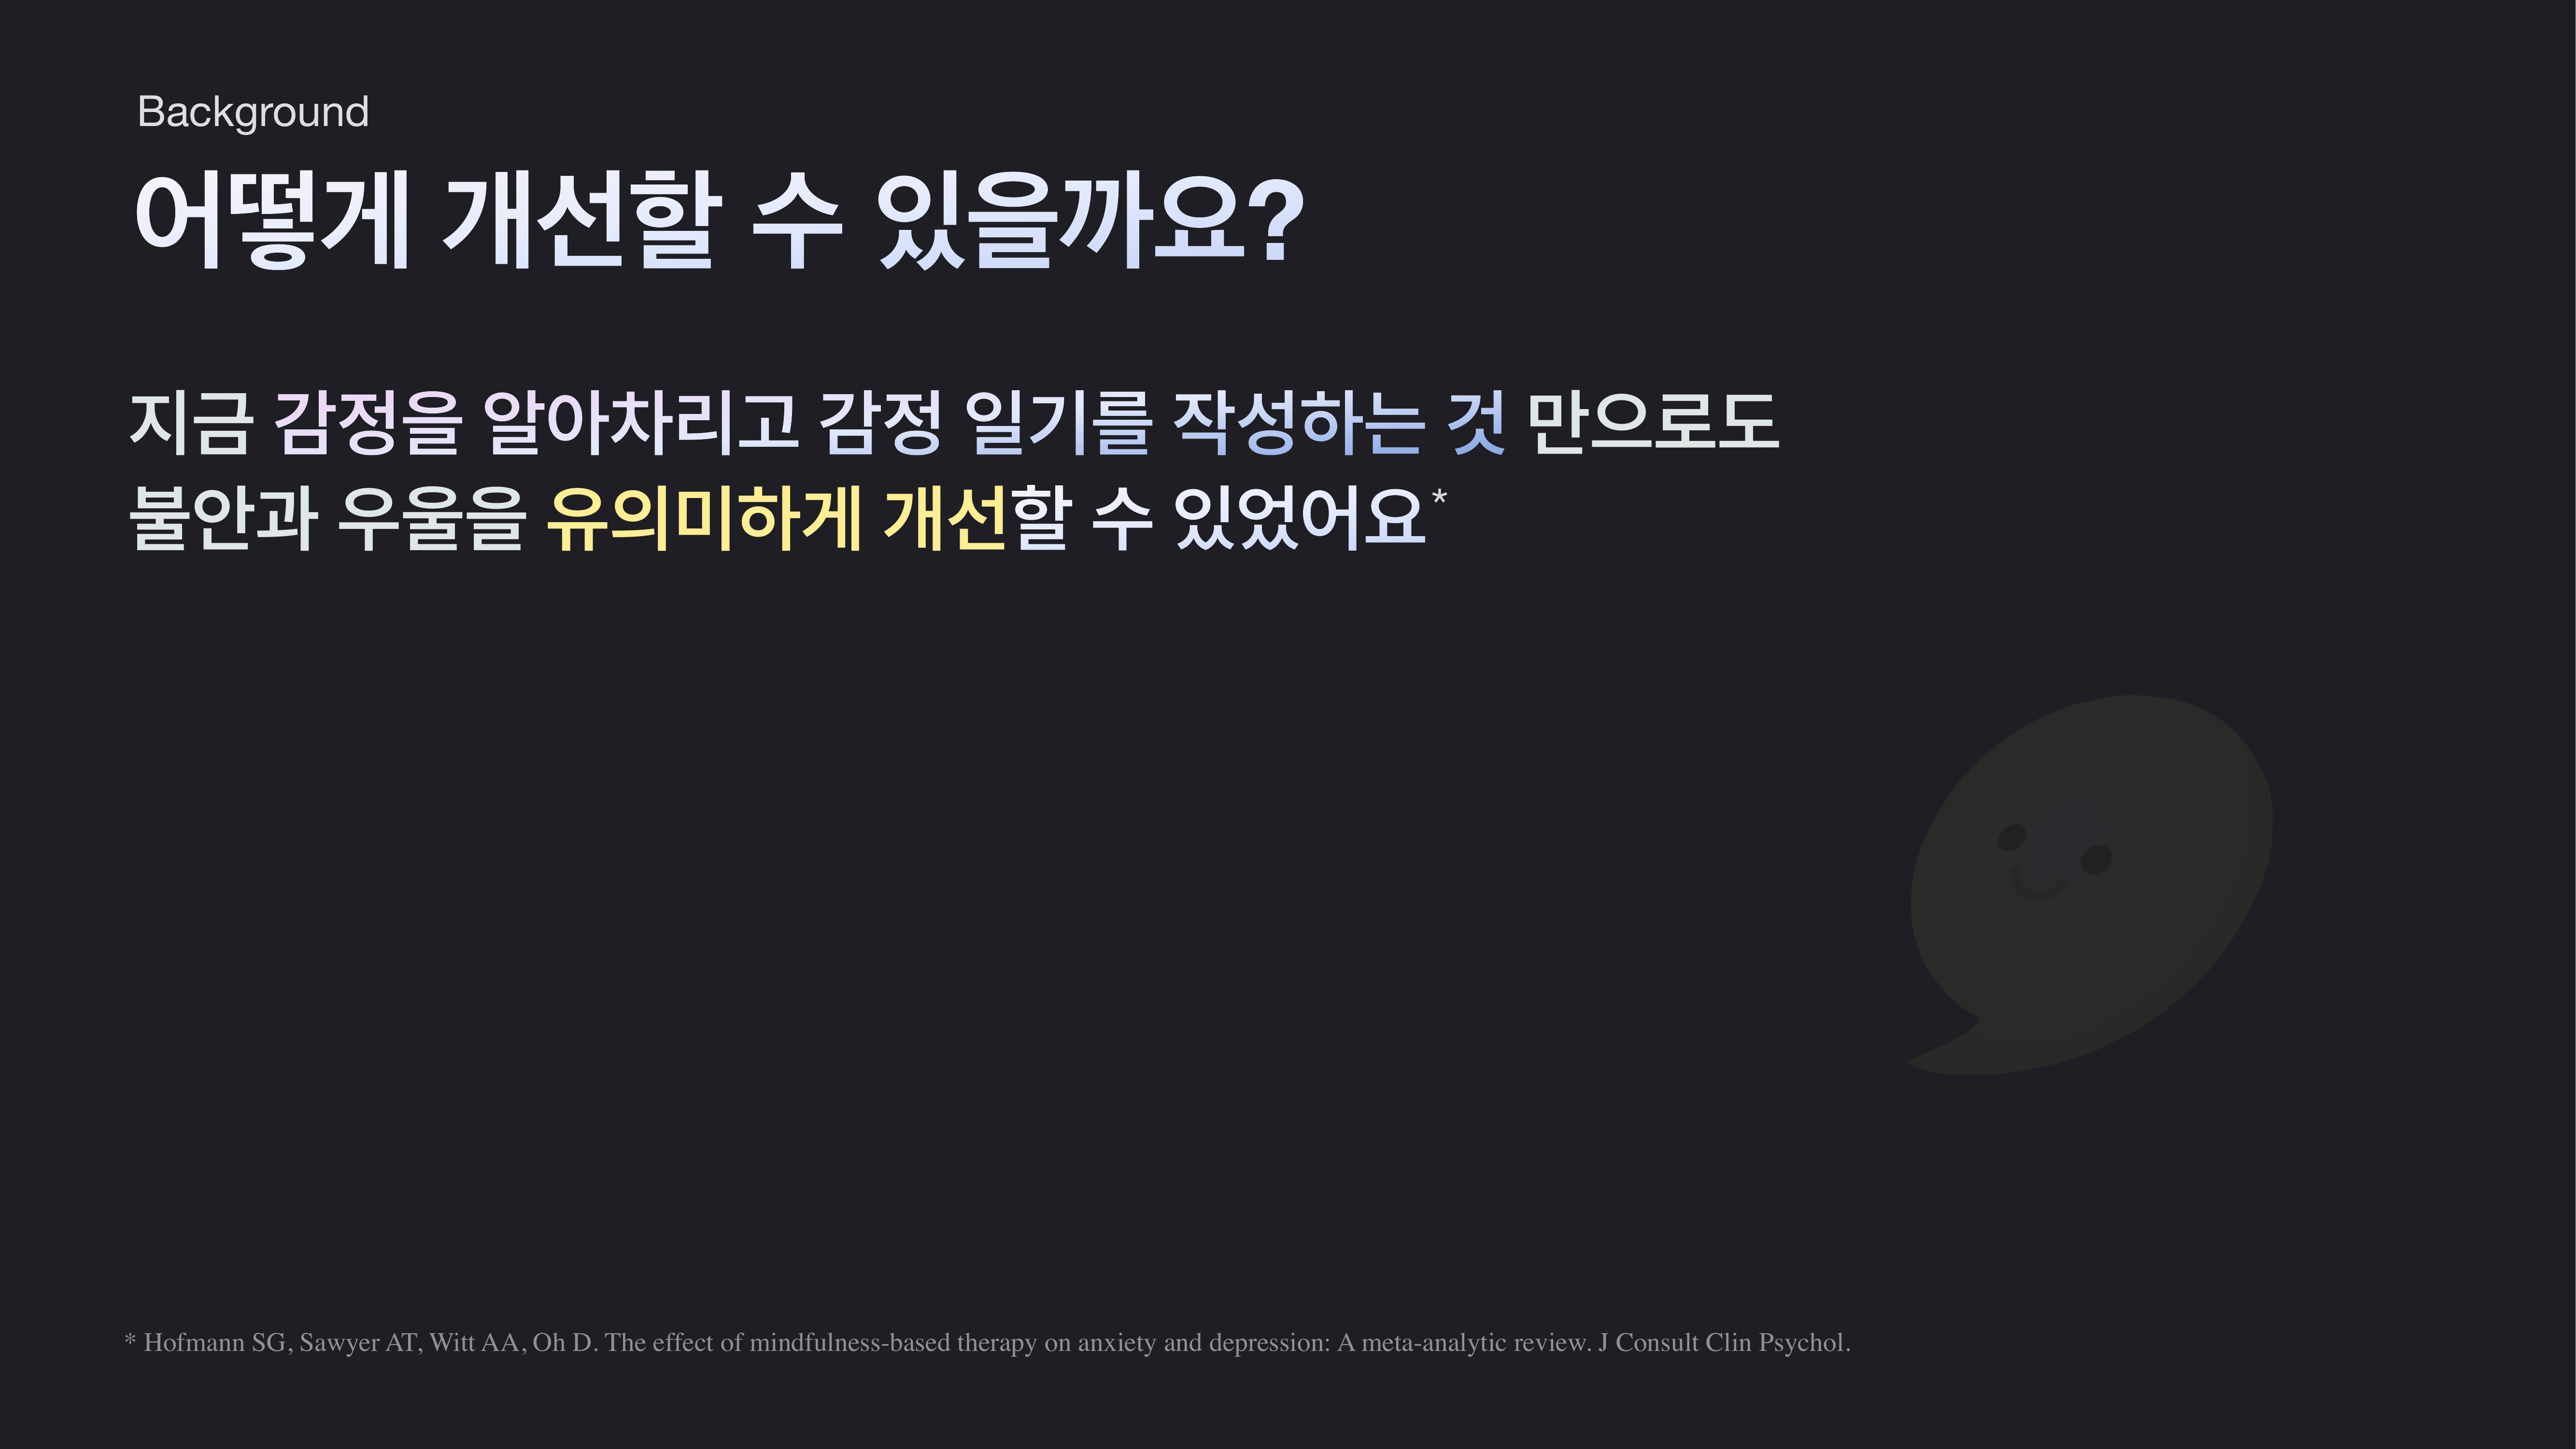 Background
어떻게 개선할 수 있을까요?
지금 감정을 알아차리고 감정 일기를 작성하는 것 만으로도
불안과 우울을 유의미하게 개선할 수 있었어요*
* Hofmann SG, Sawyer AT, Witt AA, Oh D. The effect of mindfulness-based therapy on anxiety and depression: A meta-analytic review. J Consult Clin Psychol.